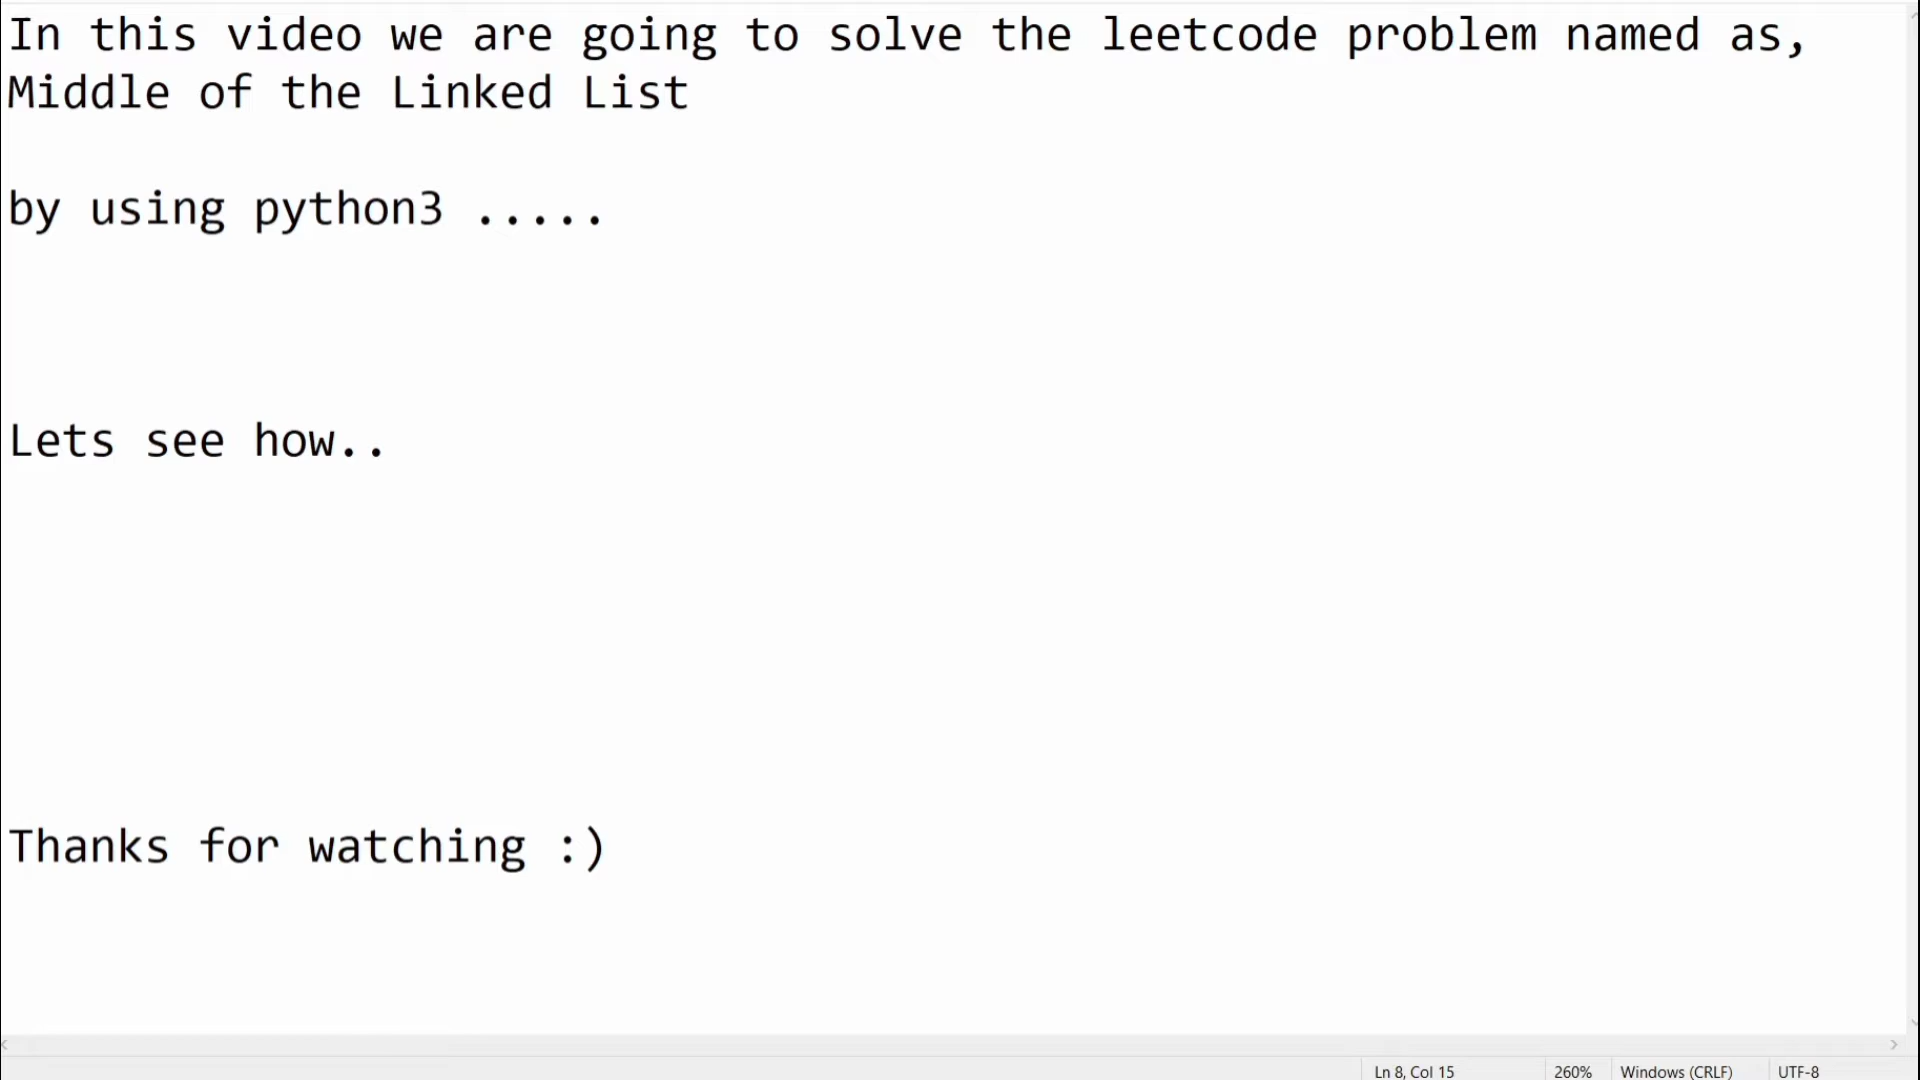 In this video we are going to solve the leetcode problem named as,
Middle of the Linked List
by using python3 .....
Lets see how..
Thanks for watching :)
Ln 8, Col 15
260%
Windows (CRLF)
UTF-8